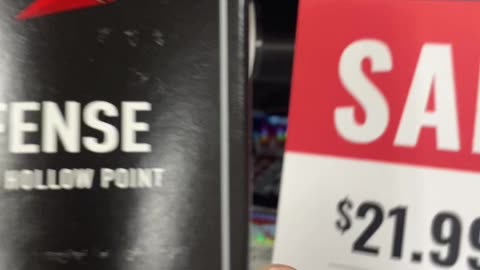 FENSE
HOLLOW POINT
SA
$21.99